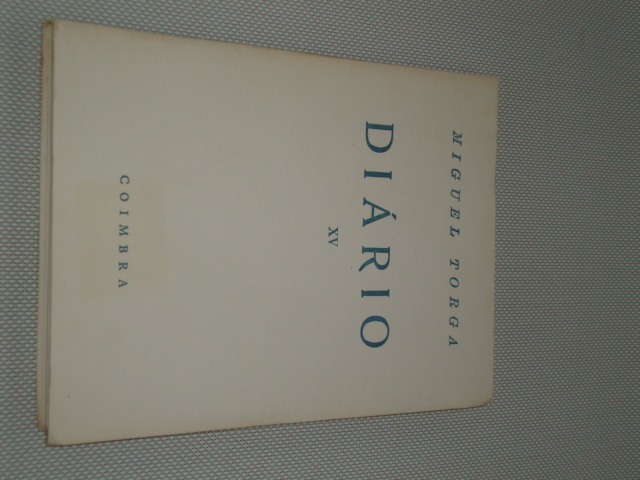 MIGUEL TORGA
DIÁRIO
XV
COIMBRA